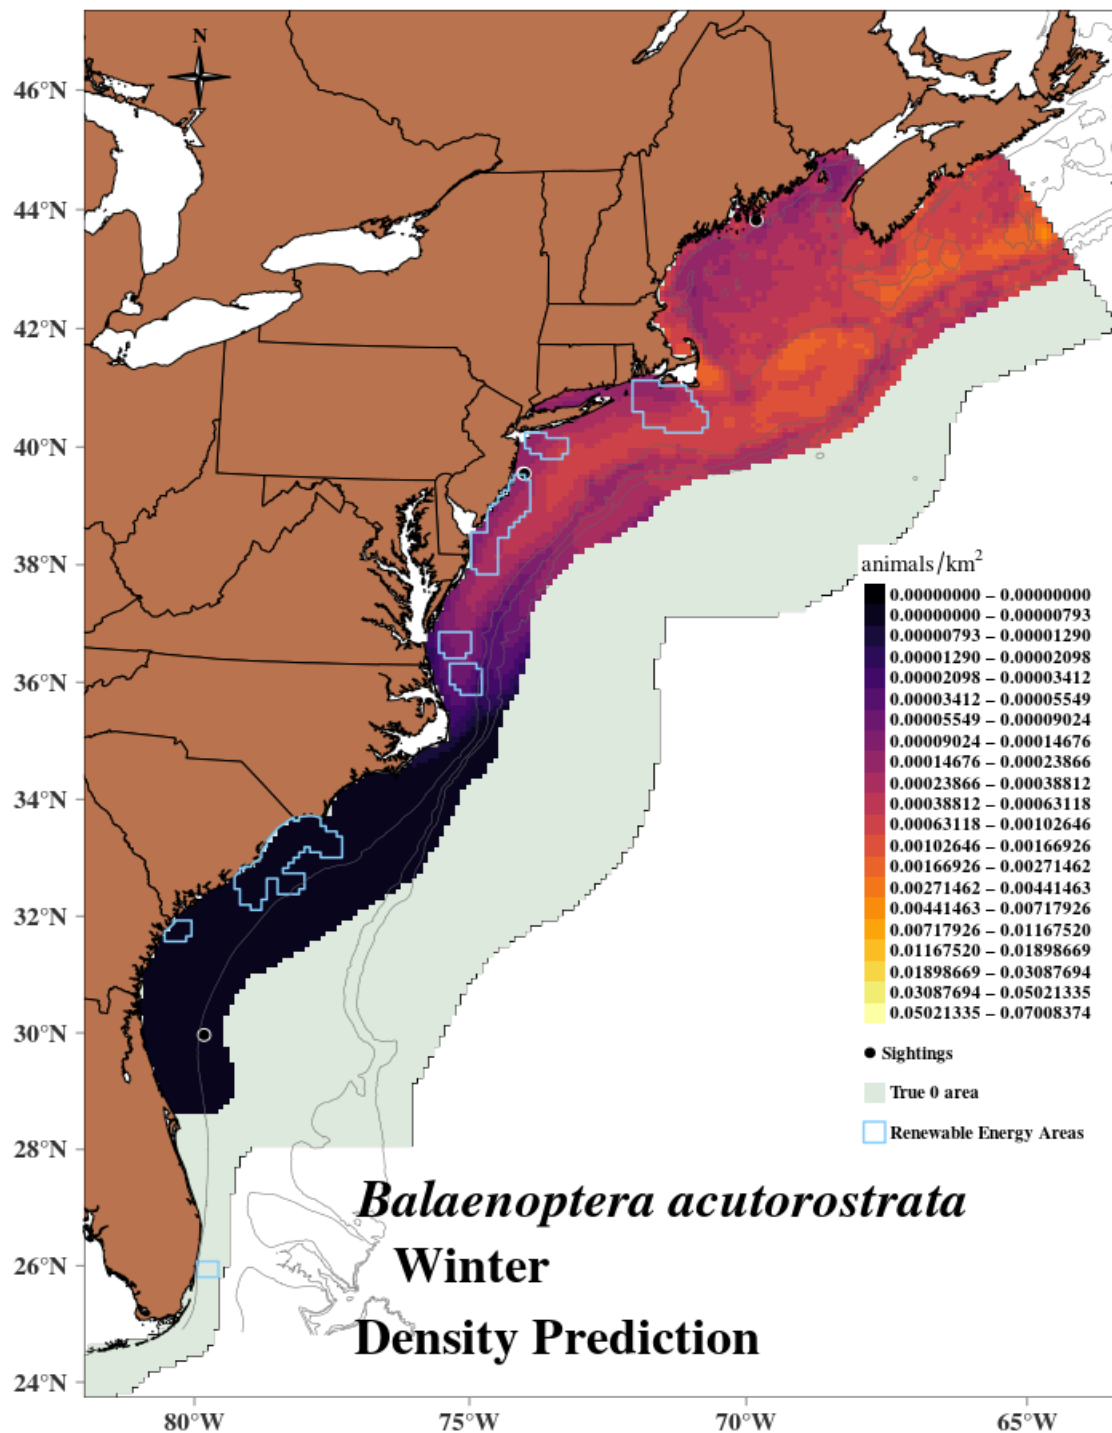 N
46°N
44°N
42°N
40°N
38°N
36°N
34°N
32°N
30°N
28°N
26°N
24°N
animals/km²
0.00000000 – 0.00000000
0.00000000 – 0.00000793
0.00000793 – 0.00001290
0.00001290 – 0.00002098
0.00002098 – 0.00003412
0.00003412 – 0.00005549
0.00005549 – 0.00009024
0.00009024 – 0.00014676
0.00014676 – 0.00023866
0.00023866 – 0.00038812
0.00038812 – 0.00063118
0.00063118 – 0.00102646
0.00102646 – 0.00166926
0.00166926 – 0.00271462
0.00271462 – 0.00441463
0.00441463 – 0.00717926
0.00717926 – 0.01167520
0.01167520 – 0.01898669
0.01898669 – 0.03087694
0.03087694 – 0.05021335
0.05021335 – 0.07008374
Sightings
True 0 area
Renewable Energy Areas
Balaenoptera acutorostrata
Winter
Density Prediction
80°W
75°W
70°W
65°W